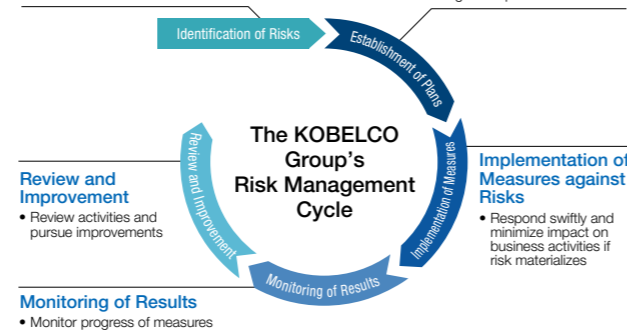 Identification of Risks
Establishment of Plans
Implementation of Measures
Monitoring of Results
Review and Improvement
The KOBELCO
Group's
Risk Management
Cycle
Review and
Improvement
• Review activities and
pursue improvements
Implementation of
Measures against
Risks
• Respond swiftly and
minimize impact on
business activities if
risk materializes
Monitoring of Results
• Monitor progress of measures